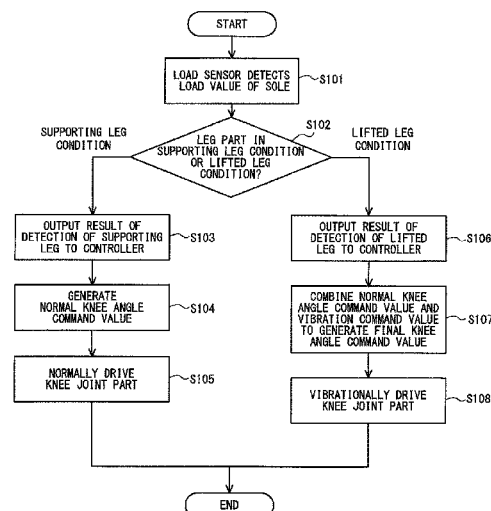 START
LOAD SENSOR DETECTS
LOAD VALUE OF SOLE
S101
SUPPORTING LEG
CONDITION
S102
LIFTED LEG
CONDITION
LEG PART IN
SUPPORTING LEG CONDITION
OR LIFTED LEG
CONDITION?
OUTPUT RESULT OF
DETECTION OF SUPPORTING
LEG TO CONTROLLER
S103
GENERATE
NORMAL KNEE ANGLE
COMMAND VALUE
S104
NORMALLY DRIVE
KNEE JOINT PART
S105
OUTPUT RESULT OF
DETECTION OF LIFTED
LEG TO CONTROLLER
S106
COMBINE NORMAL KNEE
ANGLE COMMAND VALUE AND
VIBRATION COMMAND VALUE
TO GENERATE FINAL KNEE
ANGLE COMMAND VALUE
S107
VIBRATIONALLY DRIVE
KNEE JOINT PART
S108
END